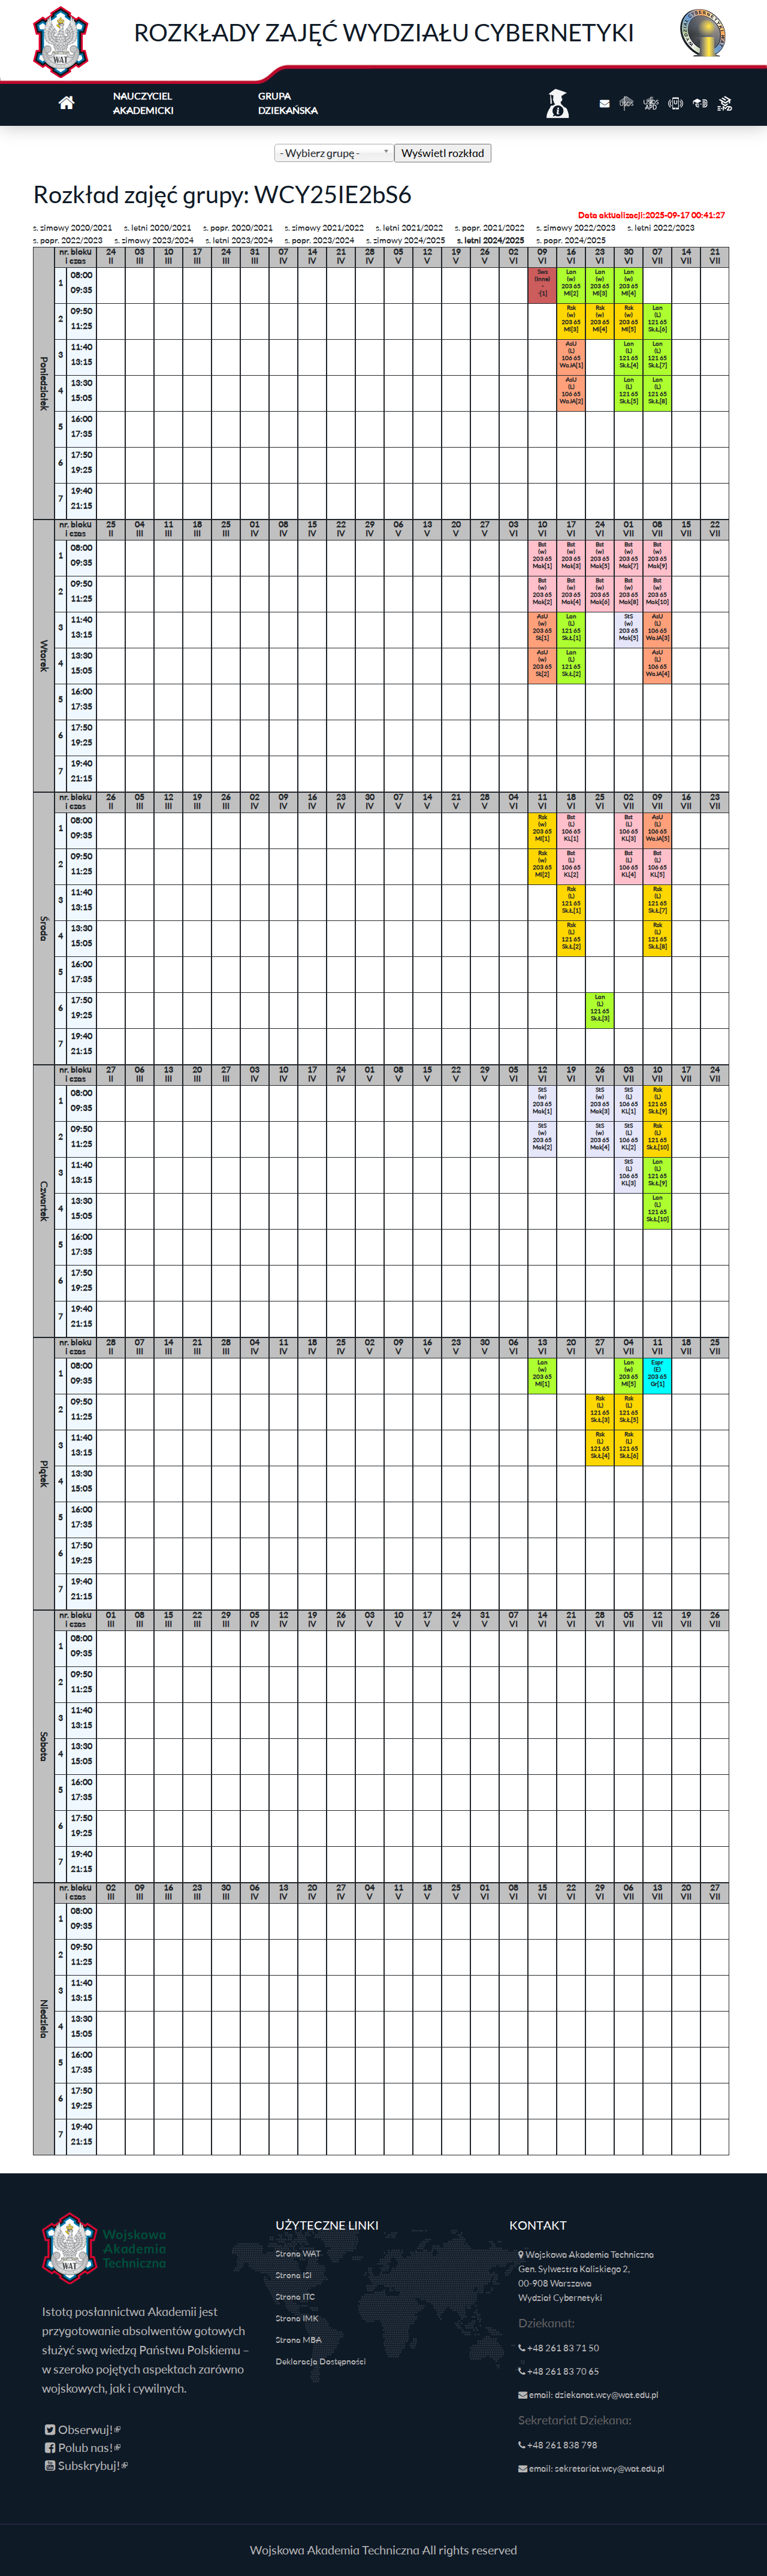 ROZKŁADY ZAJĘĆ WYDZIAŁU CYBERNETYKI
WAT
NAUCZYCIEL AKADEMICKI
GRUPA DZIEKAŃSKA
- Wybierz grupę -
Wyświetl rozkład
Rozkład zajęć grupy: WCY25IE2bS6
Data aktualizacji:2025-09-17 00:41:27
s. zimowy 2020/2021 s. letni 2020/2021 s. popr. 2020/2021 s. zimowy 2021/2022 s. letni 2021/2022 s. popr. 2021/2022 s. zimowy 2022/2023 s. letni 2022/2023
s. popr. 2022/2023 s. zimowy 2023/2024 s. letni 2023/2024 s. popr. 2023/2024 s. zimowy 2024/2025 s. letni 2024/2025 s. popr. 2024/2025
Poniedziałek
nr. bloku 24 03 10 17 24 31 07 14 21 28 05 12 19 26 02 09 16 23 30 07 14 21
i czas II III III III III III IV IV IV IV V V V V VI VI VI VI VI VII VII VII
1 08:00 09:35
Sws (inne) - -[1]
Lan (w) 203 65 MI[2]
Lan (w) 203 65 MI[3]
Lan (w) 203 65 MI[4]
2 09:50 11:25
Rsk (w) 203 65 MI[3]
Rsk (w) 203 65 MI[4]
Rsk (w) 203 65 MI[5]
Lan (L) 121 65 Sk.Ł[6]
3 11:40 13:15
AsU (L) 106 65 WaJA[1]
Lan (L) 121 65 Sk.Ł[4]
Lan (L) 121 65 Sk.Ł[7]
4 13:30 15:05
AsU (L) 106 65 WaJA[2]
Lan (L) 121 65 Sk.Ł[5]
Lan (L) 121 65 Sk.Ł[8]
5 16:00 17:35
6 17:50 19:25
7 19:40 21:15
Wtorek
nr. bloku 25 04 11 18 25 01 08 15 22 29 06 13 20 27 03 10 17 24 01 08 15 22
i czas II III III III III IV IV IV IV IV V V V V VI VI VI VI VII VII VII VII
1 08:00 09:35
Bst (w) 203 65 Mak[1]
Bst (w) 203 65 Mak[3]
Bst (w) 203 65 Mak[5]
Bst (w) 203 65 Mak[7]
Bst (w) 203 65 Mak[9]
2 09:50 11:25
Bst (w) 203 65 Mak[2]
Bst (w) 203 65 Mak[4]
Bst (w) 203 65 Mak[6]
Bst (w) 203 65 Mak[8]
Bst (w) 203 65 Mak[10]
3 11:40 13:15
AsU (w) 203 65 St[1]
Lan (L) 121 65 Sk.Ł[1]
StS (w) 203 65 Mak[5]
AsU (L) 106 65 WaJA[3]
4 13:30 15:05
AsU (w) 203 65 St[2]
Lan (L) 121 65 Sk.Ł[2]
AsU (L) 106 65 WaJA[4]
5 16:00 17:35
6 17:50 19:25
7 19:40 21:15
Środa
nr. bloku 26 05 12 19 26 02 09 16 23 30 07 14 21 28 04 11 18 25 02 09 16 23
i czas II III III III III IV IV IV IV IV V V V V VI VI VI VI VII VII VII VII
1 08:00 09:35
Rsk (w) 203 65 MI[1]
Bst (L) 106 65 KL[1]
Bst (L) 106 65 KL[3]
AsU (L) 106 65 WaJA[5]
2 09:50 11:25
Rsk (w) 203 65 MI[2]
Bst (L) 106 65 KL[2]
Bst (L) 106 65 KL[4]
Bst (L) 106 65 KL[5]
3 11:40 13:15
Rsk (L) 121 65 Sk.Ł[1]
Rsk (L) 121 65 Sk.Ł[7]
4 13:30 15:05
Rsk (L) 121 65 Sk.Ł[2]
Rsk (L) 121 65 Sk.Ł[8]
5 16:00 17:35
6 17:50 19:25
Lan (L) 121 65 Sk.Ł[3]
7 19:40 21:15
Czwartek
nr. bloku 27 06 13 20 27 03 10 17 24 01 08 15 22 29 05 12 19 26 03 10 17 24
i czas II III III III III IV IV IV IV V V V V V VI VI VI VI VII VII VII VII
1 08:00 09:35
StS (w) 203 65 Mak[1]
StS (w) 203 65 Mak[3]
StS (L) 106 65 KL[1]
Rsk (L) 121 65 Sk.Ł[9]
2 09:50 11:25
StS (w) 203 65 Mak[2]
StS (w) 203 65 Mak[4]
StS (L) 106 65 KL[2]
Rsk (L) 121 65 Sk.Ł[10]
3 11:40 13:15
StS (L) 106 65 KL[3]
Lan (L) 121 65 Sk.Ł[9]
4 13:30 15:05
Lan (L) 121 65 Sk.Ł[10]
5 16:00 17:35
6 17:50 19:25
7 19:40 21:15
Piątek
nr. bloku 28 07 14 21 28 04 11 18 25 02 09 16 23 30 06 13 20 27 04 11 18 25
i czas II III III III III IV IV IV IV V V V V V VI VI VI VI VII VII VII VII
1 08:00 09:35
Lan (w) 203 65 MI[1]
Lan (w) 203 65 MI[5]
Espr (E) 203 65 Gr[1]
2 09:50 11:25
Rsk (L) 121 65 Sk.Ł[3]
Rsk (L) 121 65 Sk.Ł[5]
3 11:40 13:15
Rsk (L) 121 65 Sk.Ł[4]
Rsk (L) 121 65 Sk.Ł[6]
4 13:30 15:05
5 16:00 17:35
6 17:50 19:25
7 19:40 21:15
Sobota
nr. bloku 01 08 15 22 29 05 12 19 26 03 10 17 24 31 07 14 21 28 05 12 19 26
i czas III III III III III IV IV IV IV V V V V V VI VI VI VI VII VII VII VII
1 08:00 09:35
2 09:50 11:25
3 11:40 13:15
4 13:30 15:05
5 16:00 17:35
6 17:50 19:25
7 19:40 21:15
Niedziela
nr. bloku 02 09 16 23 30 06 13 20 27 04 11 18 25 01 08 15 22 29 06 13 20 27
i czas III III III III III IV IV IV IV V V V V VI VI VI VI VI VII VII VII VII
1 08:00 09:35
2 09:50 11:25
3 11:40 13:15
4 13:30 15:05
5 16:00 17:35
6 17:50 19:25
7 19:40 21:15
WAT
Wojskowa
Akademia
Techniczna
Istotą posłannictwa Akademii jest
przygotowanie absolwentów gotowych
służyć swą wiedzą Państwu Polskiemu –
w szeroko pojętych aspektach zarówno
wojskowych, jak i cywilnych.
Obserwuj!
Polub nas!
Subskrybuj!
UŻYTECZNE LINKI
Strona WAT
Strona ISI
Strona ITC
Strona IMK
Strona MBA
Deklaracja Dostępności
KONTAKT
Wojskowa Akademia Techniczna
Gen. Sylwestra Kaliskiego 2,
00-908 Warszawa
Wydział Cybernetyki
Dziekanat:
+48 261 83 71 50
+48 261 83 70 65
email: dziekanat.wcy@wat.edu.pl
Sekretariat Dziekana:
+48 261 838 798
email: sekretariat.wcy@wat.edu.pl
Wojskowa Akademia Techniczna All rights reserved